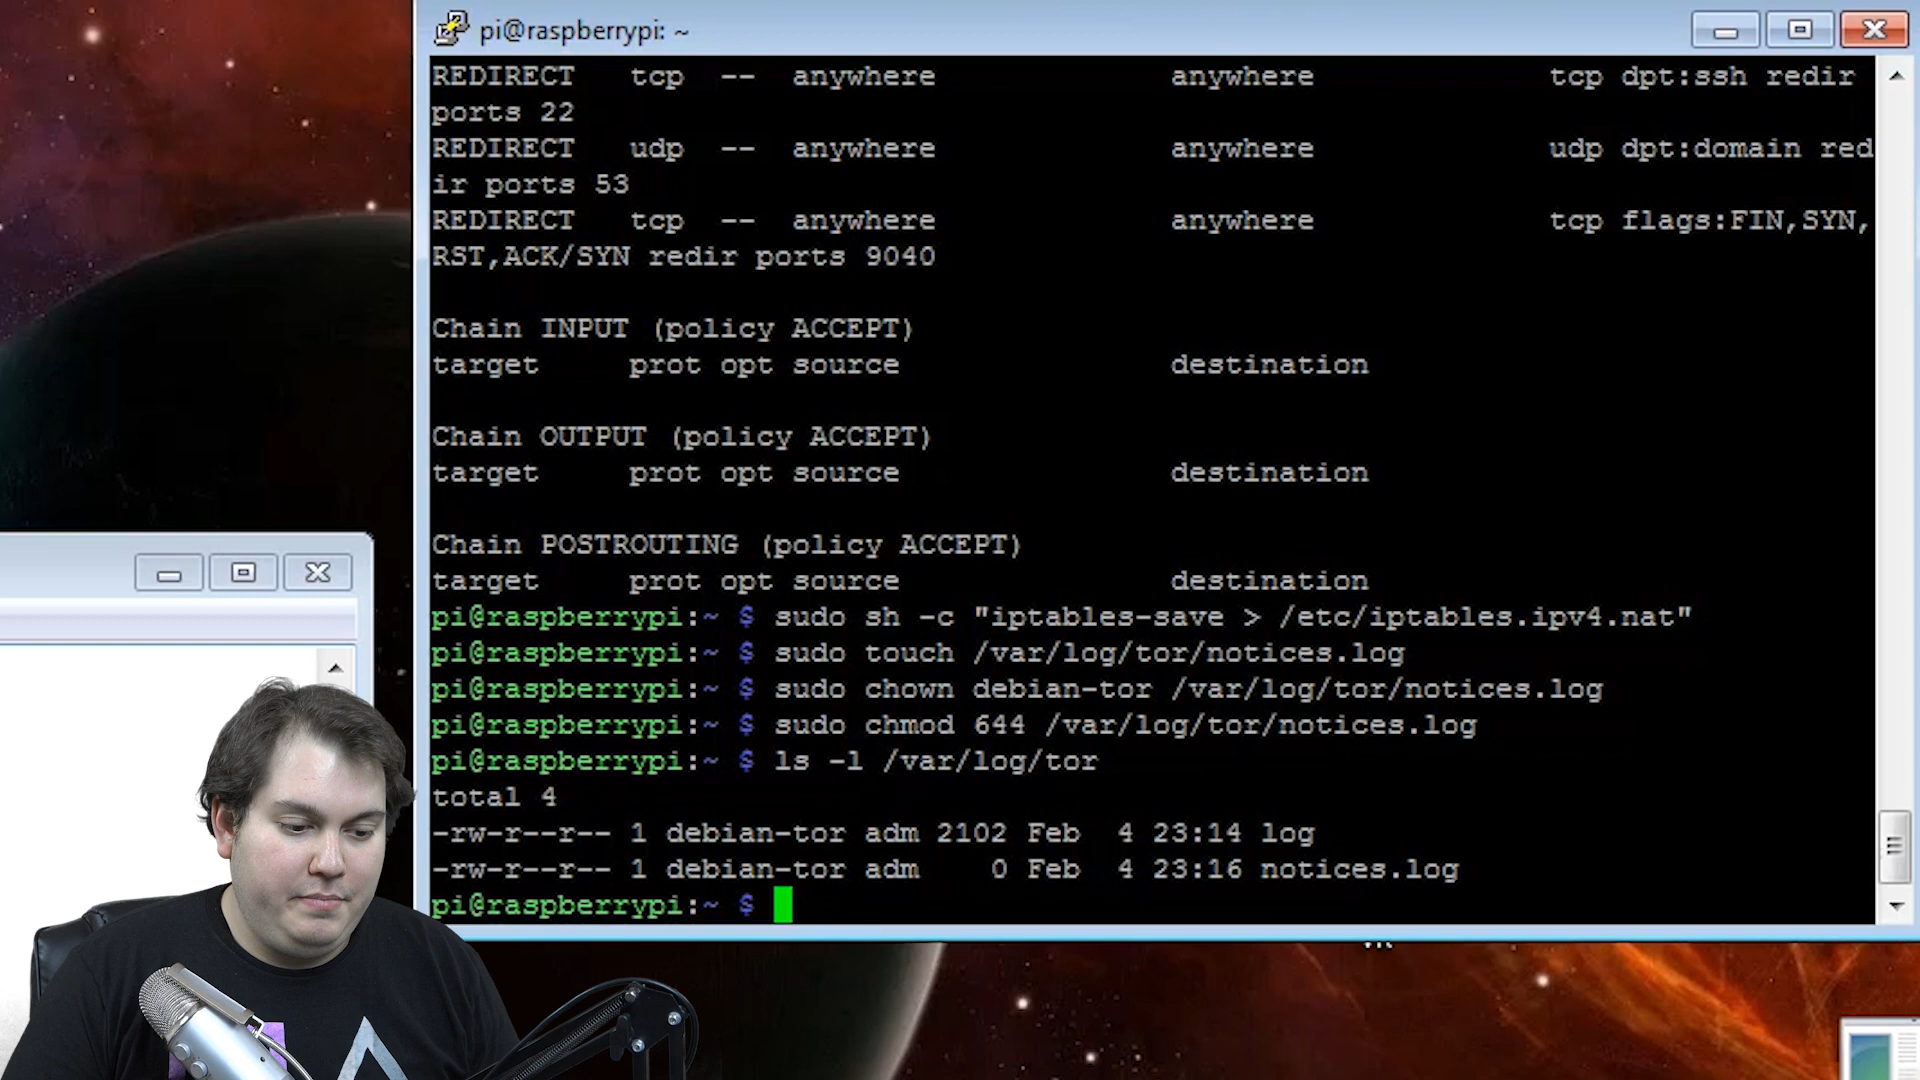 pi@raspberrypi: ~
REDIRECT tcp -- anywhere anywhere tcp dpt:ssh redir
ports 22
REDIRECT udp -- anywhere anywhere udp dpt:domain red
ir ports 53
REDIRECT tcp -- anywhere anywhere tcp flags:FIN,SYN,
RST,ACK/SYN redir ports 9040
Chain INPUT (policy ACCEPT)
target prot opt source destination
Chain OUTPUT (policy ACCEPT)
target prot opt source destination
Chain POSTROUTING (policy ACCEPT)
target prot opt source destination
pi@raspberrypi:~ $ sudo sh -c "iptables-save > /etc/iptables.ipv4.nat"
pi@raspberrypi:~ $ sudo touch /var/log/tor/notices.log
pi@raspberrypi:~ $ sudo chown debian-tor /var/log/tor/notices.log
pi@raspberrypi:~ $ sudo chmod 644 /var/log/tor/notices.log
pi@raspberrypi:~ $ ls -l /var/log/tor
total 4
-rw-r--r-- 1 debian-tor adm 2102 Feb 4 23:14 log
-rw-r--r-- 1 debian-tor adm 0 Feb 4 23:16 notices.log
pi@raspberrypi:~ $